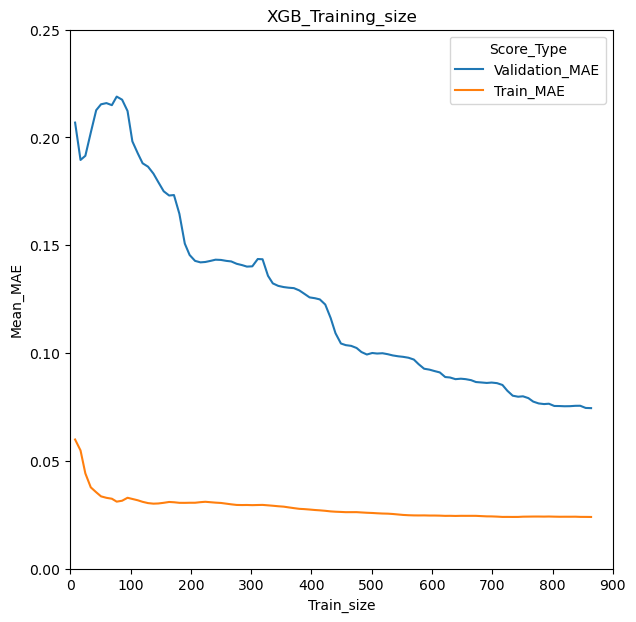 XGB_Training_size
Score_Type
Validation_MAE
Train_MAE
Mean_MAE
0.25
0.20
0.15
0.10
0.05
0.00
0 100 200 300 400 500 600 700 800 900
Train_size